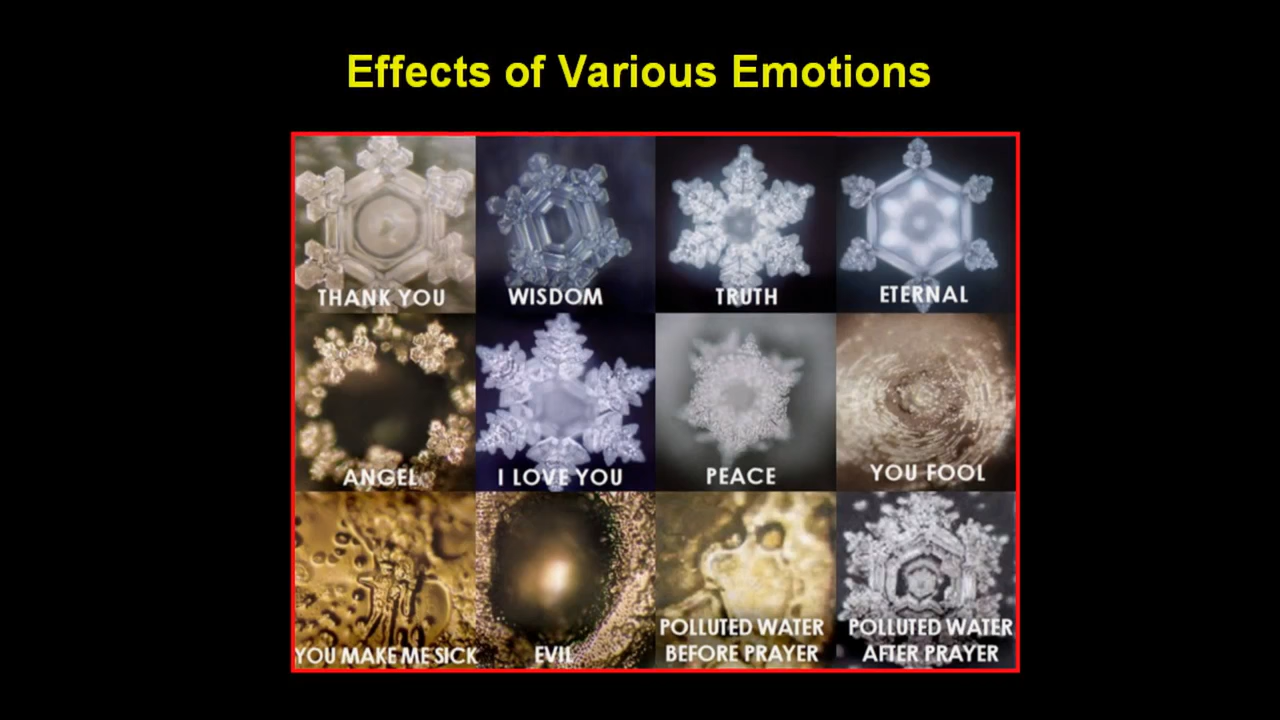 Effects of Various Emotions
THANK YOU
WISDOM
TRUTH
ETERNAL
ANGEL
I LOVE YOU
PEACE
YOU FOOL
YOU MAKE ME SICK
EVIL
POLLUTED WATER
BEFORE PRAYER
POLLUTED WATER
AFTER PRAYER